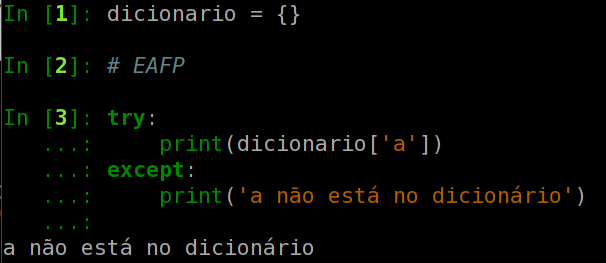 In [1]: dicionario = {}
In [2]: # EAFP
In [3]: try:
   ...:     print(dicionario['a'])
   ...: except:
   ...:     print('a não está no dicionário')
   ...:
a não está no dicionário